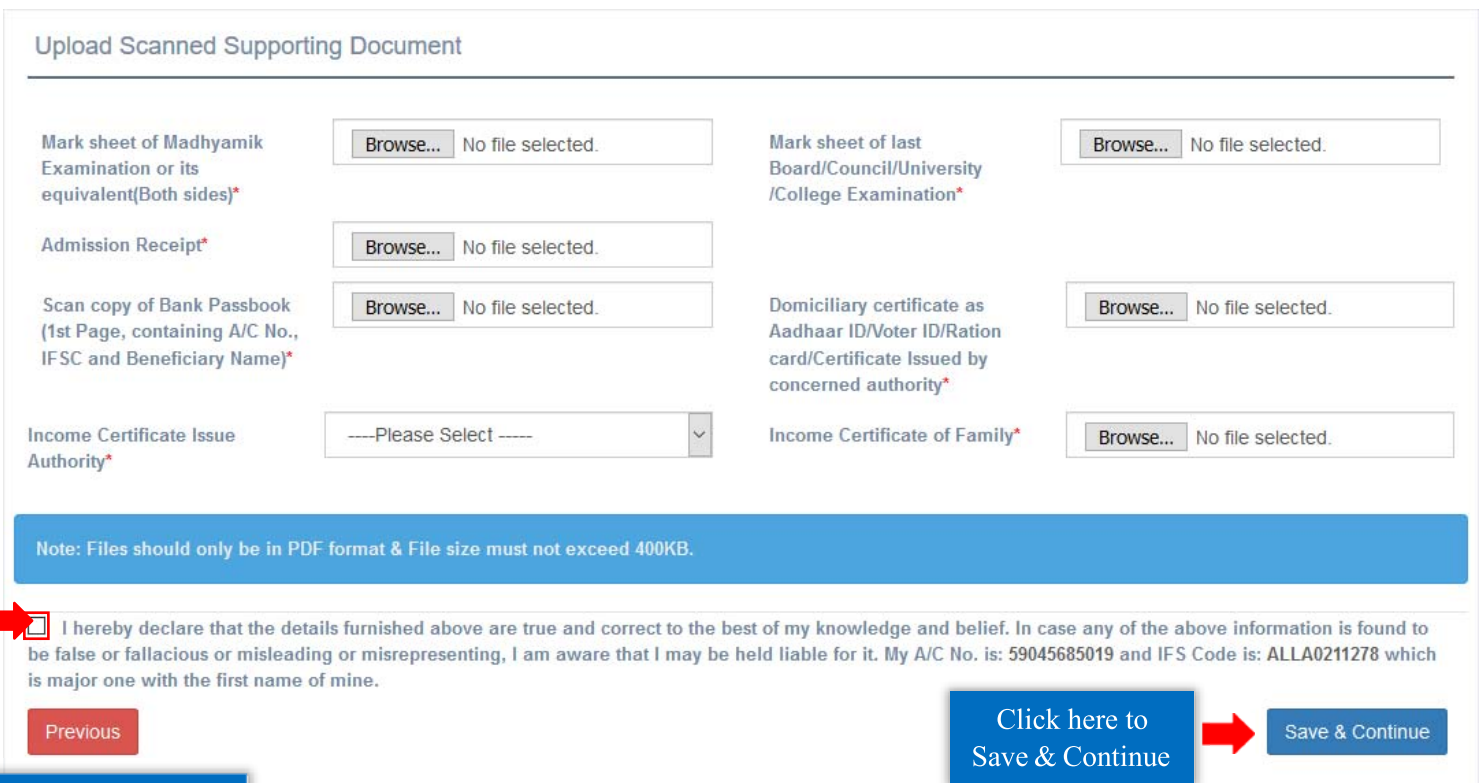 Upload Scanned Supporting Document
Mark sheet of Madhyamik
Examination or its
equivalent(Both sides)*
Browse... No file selected.
Mark sheet of last
Board/Council/University
/College Examination*
Browse... No file selected.
Admission Receipt*
Browse... No file selected.
Scan copy of Bank Passbook
(1st Page, containing A/C No.,
IFSC and Beneficiary Name)*
Browse... No file selected.
Domiciliary certificate as
Aadhaar ID/Voter ID/Ration
card/Certificate Issued by
concerned authority*
Browse... No file selected.
Income Certificate Issue
Authority*
----Please Select -----
Income Certificate of Family*
Browse... No file selected.
Note: Files should only be in PDF format & File size must not exceed 400KB.
I hereby declare that the details furnished above are true and correct to the best of my knowledge and belief. In case any of the above information is found to
be false or fallacious or misleading or misrepresenting, I am aware that I may be held liable for it. My A/C No. is: 59045685019 and IFS Code is: ALLA0211278 which
is major one with the first name of mine.
Previous
Click here to
Save & Continue
Save & Continue